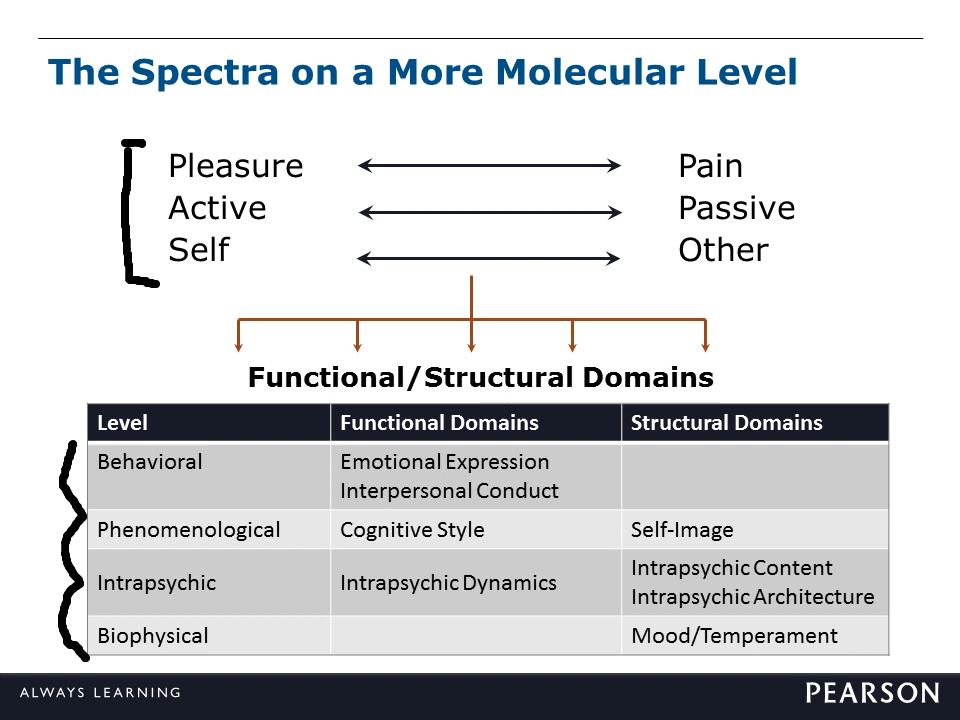 The Spectra on a More Molecular Level
Pleasure Pain
Active Passive
Self Other
Functional/Structural Domains
Level Functional Domains Structural Domains
Behavioral Emotional Expression
Interpersonal Conduct
Phenomenological Cognitive Style Self-Image
Intrapsychic Intrapsychic Dynamics Intrapsychic Content
Intrapsychic Architecture
Biophysical Mood/Temperament
ALWAYS LEARNING PEARSON